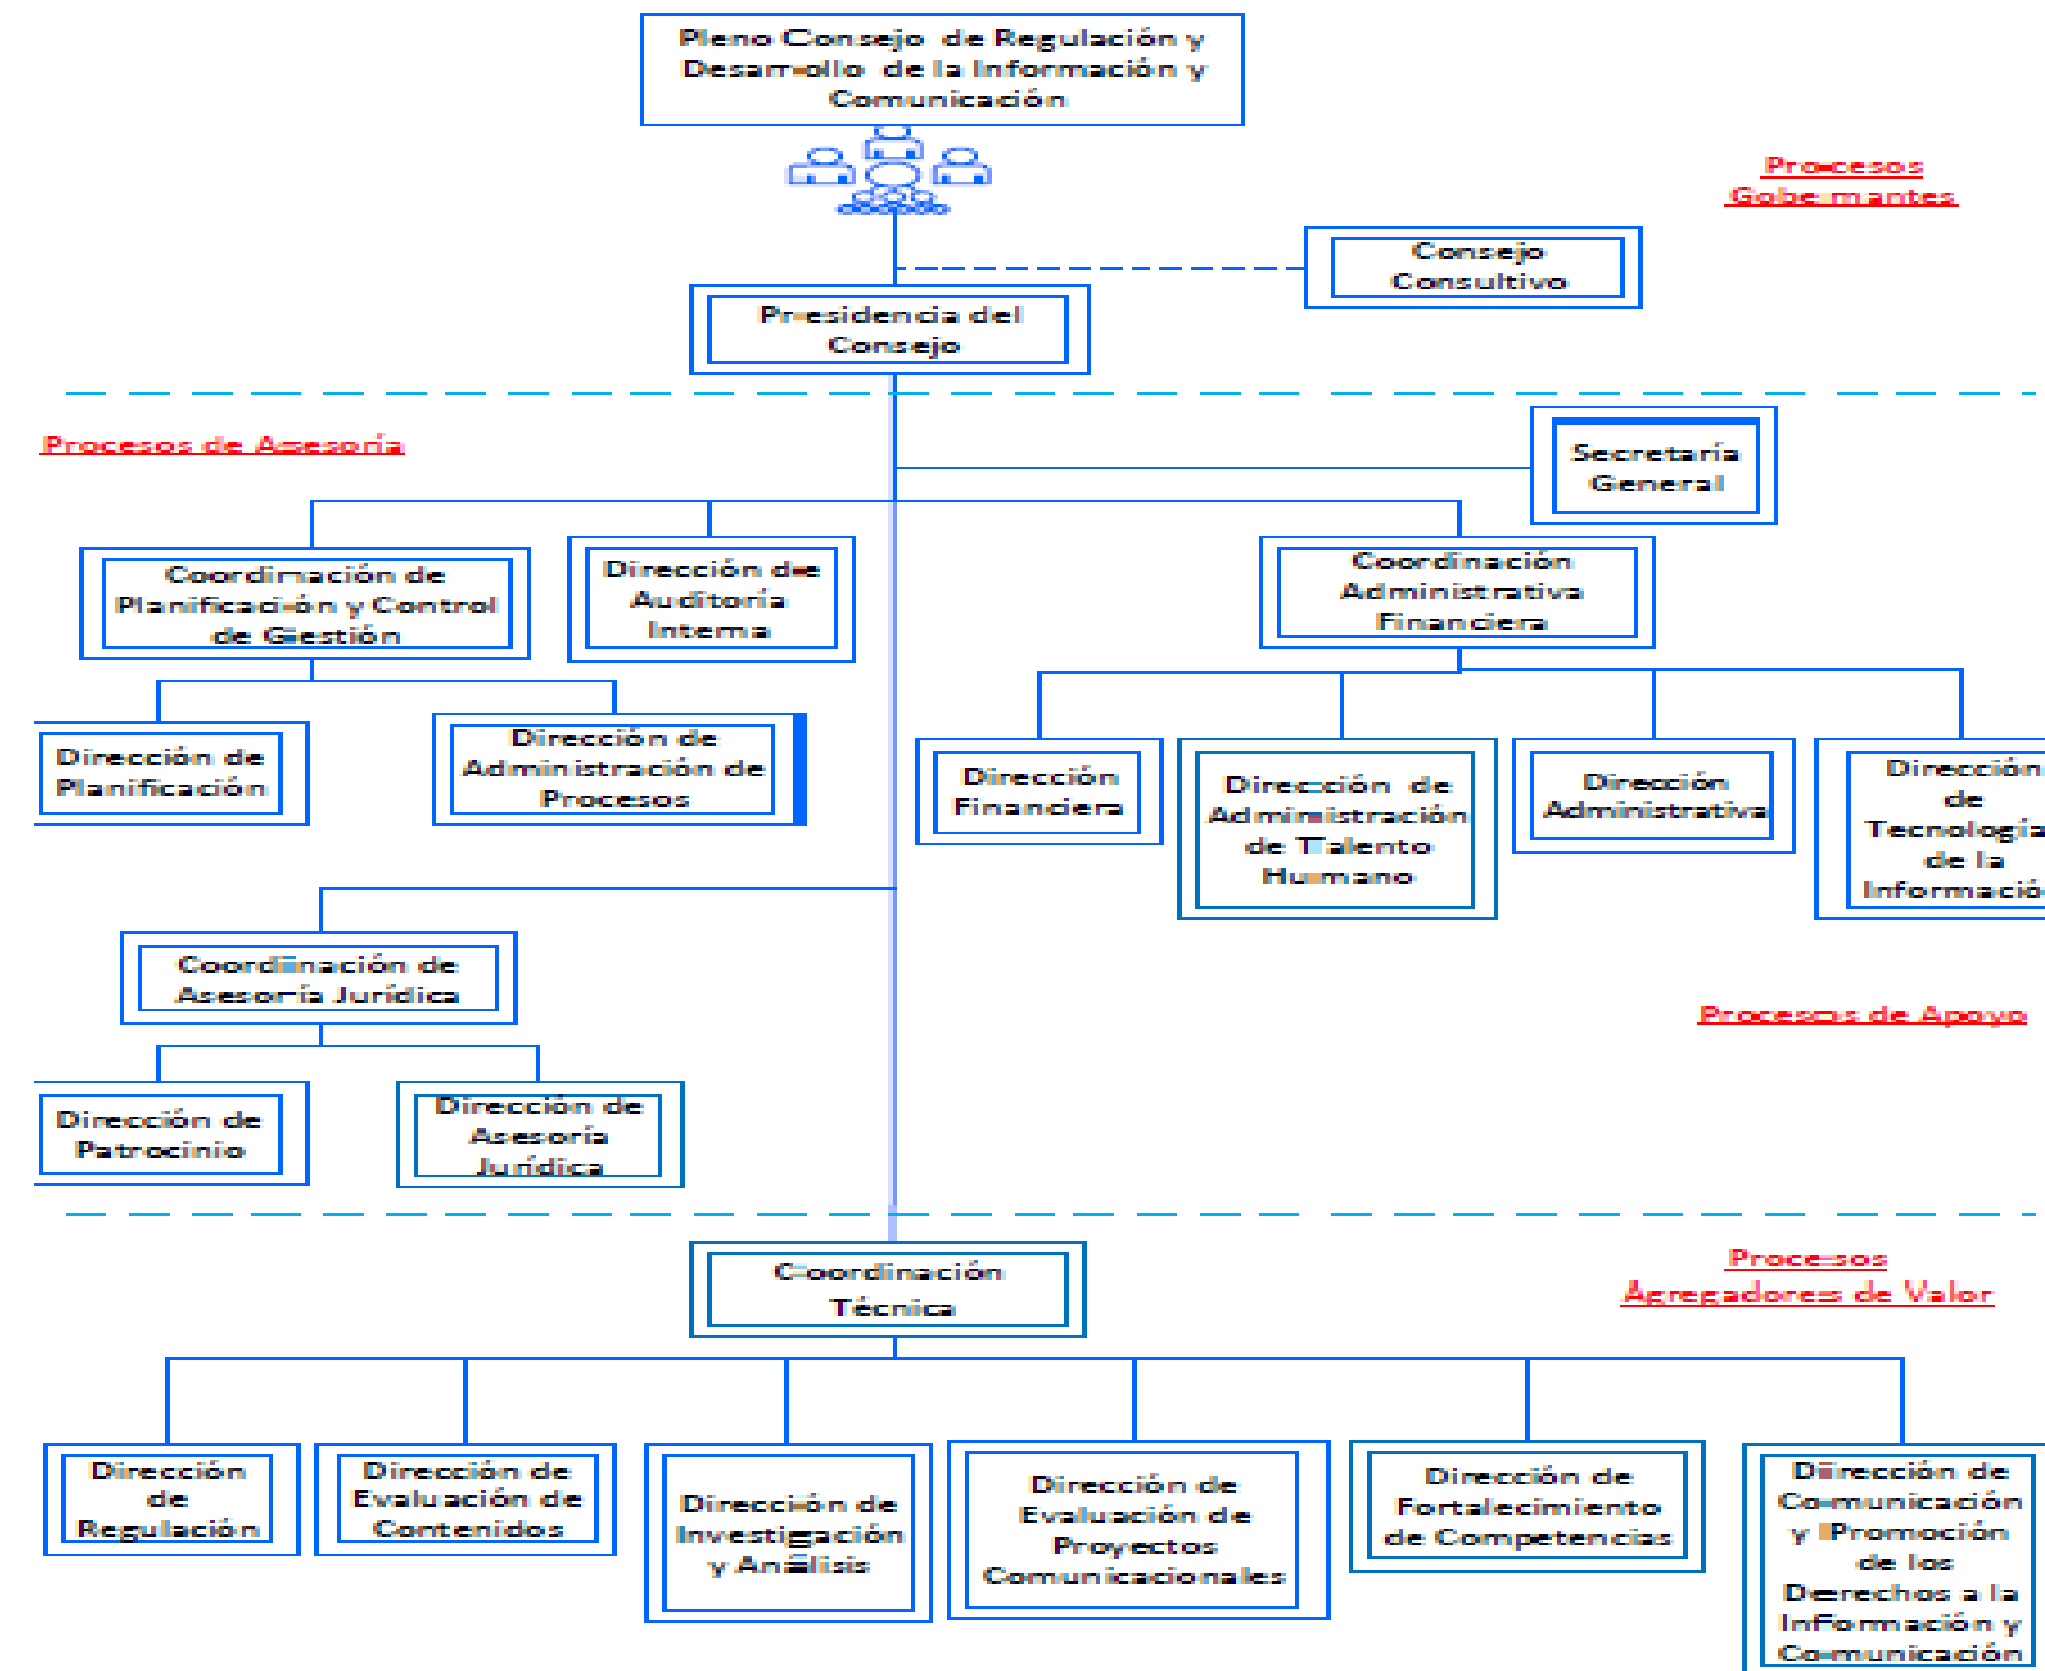 Pleno Consejo de Regulación y
Desarrollo de la Información y
Comunicación
Procesos
Gobernantes
Consejo
Consultivo
Presidencia del
Consejo
Procesos de Asesoría
Secretaría
General
Coordinación de
Planificación y Control
de Gestión
Dirección de
Auditoría
Interna
Coordinación
Administrativa
Financiera
Dirección de
Planificación
Dirección de
Administración de
Procesos
Dirección
Financiera
Dirección de
Administración
de Talento
Humano
Dirección
Administrativa
Dirección
de
Tecnología
de la
Informació
Coordinación de
Asesoría Jurídica
Procesos de Apoyo
Dirección de
Patrocinio
Dirección de
Asesoría
Jurídica
Coordinación
Técnica
Procesos
Agregadores de Valor
Dirección
de
Regulación
Dirección de
Evaluación de
Contenidos
Dirección de
Investigación
y Análisis
Dirección de
Evaluación de
Proyectos
Comunicacionales
Dirección de
Fortalecimiento
de Competencias
Dirección de
Comunicación
y Promoción
de los
Derechos a la
Información y
Comunicación